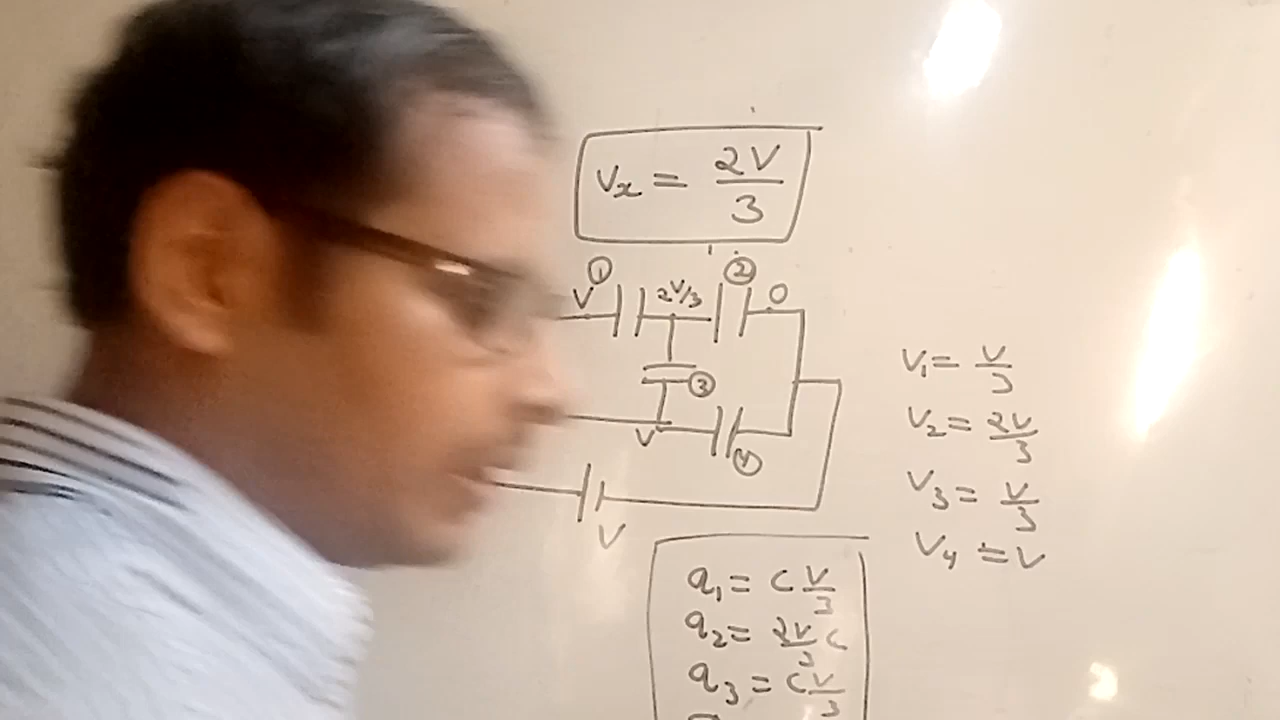 Vx = 2V/3
① ②
V 2V/3 0
③
V
④
V
V₁ = V/3
V₂ = 2V/3
V₃ = V/3
V₄ = V
q₁ = C V/3
q₂ = 2V/3 C
q₃ = C V/3